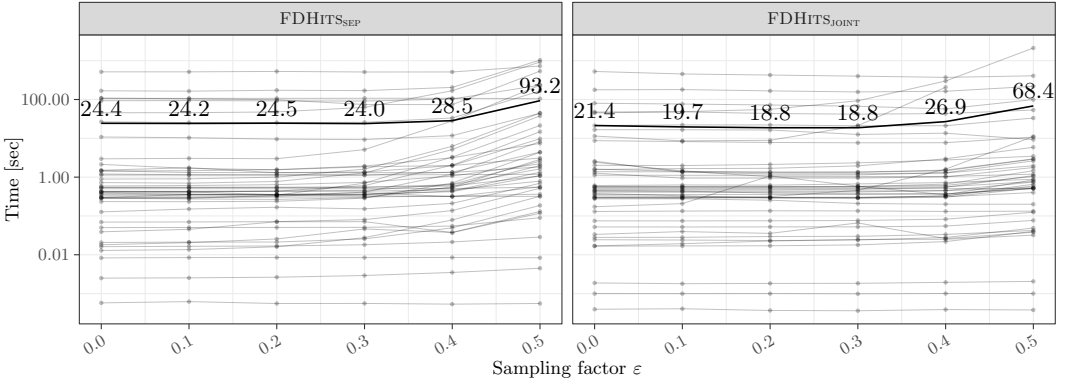 FDHITS_SEP FDHITS_JOINT
24.4 24.2 24.5 24.0 28.5 93.2
21.4 19.7 18.8 18.8 26.9 68.4
100.00
1.00
0.01
Time [sec]
0.0 0.1 0.2 0.3 0.4 0.5 0.0 0.1 0.2 0.3 0.4 0.5
Sampling factor ε